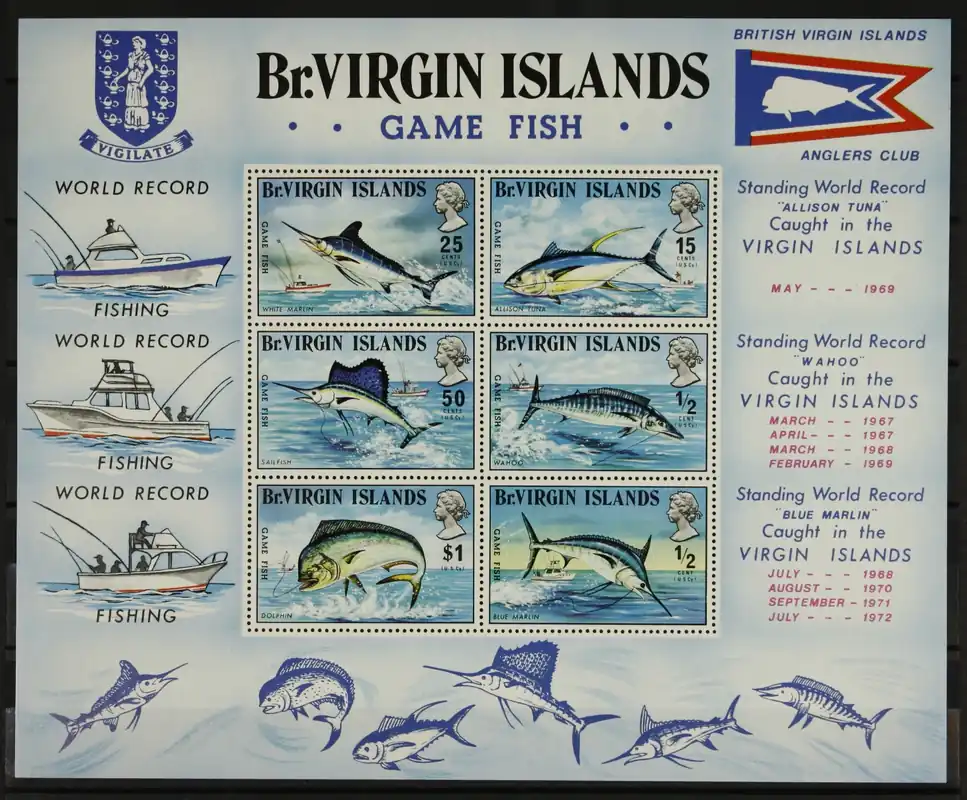 VIGILATE
Br.VIRGIN ISLANDS
GAME FISH
BRITISH VIRGIN ISLANDS
ANGLERS CLUB
WORLD RECORD
FISHING
WORLD RECORD
FISHING
WORLD RECORD
FISHING
Br.VIRGIN ISLANDS
GAME FISH
25
CENTS
(U.S.Cy.)
WHITE MARLIN
Br.VIRGIN ISLANDS
GAME FISH
15
CENTS
(U.S.Cy.)
ALLISON TUNA
Br.VIRGIN ISLANDS
GAME FISH
50
CENTS
(U.S.Cy.)
SAILFISH
Br.VIRGIN ISLANDS
GAME FISH
1/2
CENT
(U.S.Cy.)
WAHOO
Br.VIRGIN ISLANDS
GAME FISH
$1
(U.S.Cy.)
DOLPHIN
Br.VIRGIN ISLANDS
GAME FISH
1/2
CENT
(U.S.Cy.)
BLUE MARLIN
Standing World Record
"ALLISON TUNA"
Caught in the
VIRGIN ISLANDS
MAY - - - 1969
Standing World Record
"WAHOO"
Caught in the
VIRGIN ISLANDS
MARCH - - 1967
APRIL - - - 1967
MARCH - - 1968
FEBRUARY - 1969
Standing World Record
"BLUE MARLIN"
Caught in the
VIRGIN ISLANDS
JULY - - - 1968
AUGUST - - 1970
SEPTEMBER - 1971
JULY - - - 1972